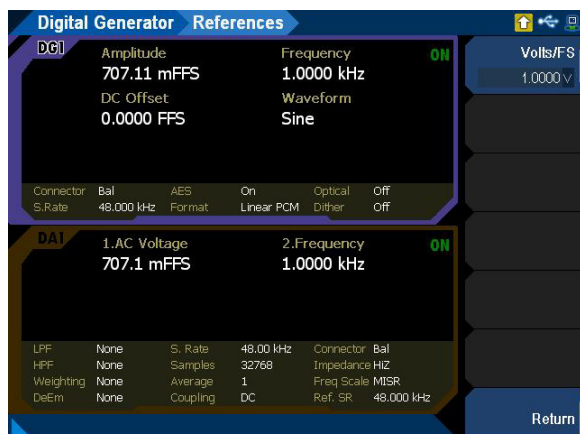 Digital Generator References
DG1
Amplitude Frequency ON
707.11 mFFS 1.0000 kHz
DC Offset Waveform
0.0000 FFS Sine
Connector Bal AES On Optical Off
S.Rate 48.000 kHz Format Linear PCM Dither Off
DA1
1.AC Voltage 2.Frequency ON
707.1 mFFS 1.0000 kHz
LPF None S. Rate 48.00 kHz Connector Bal
HPF None Samples 32768 Impedance HiZ
Weighting None Average 1 Freq Scale MISR
DeEm None Coupling DC Ref. SR 48.000 kHz
Volts/FS
1.0000 V
Return